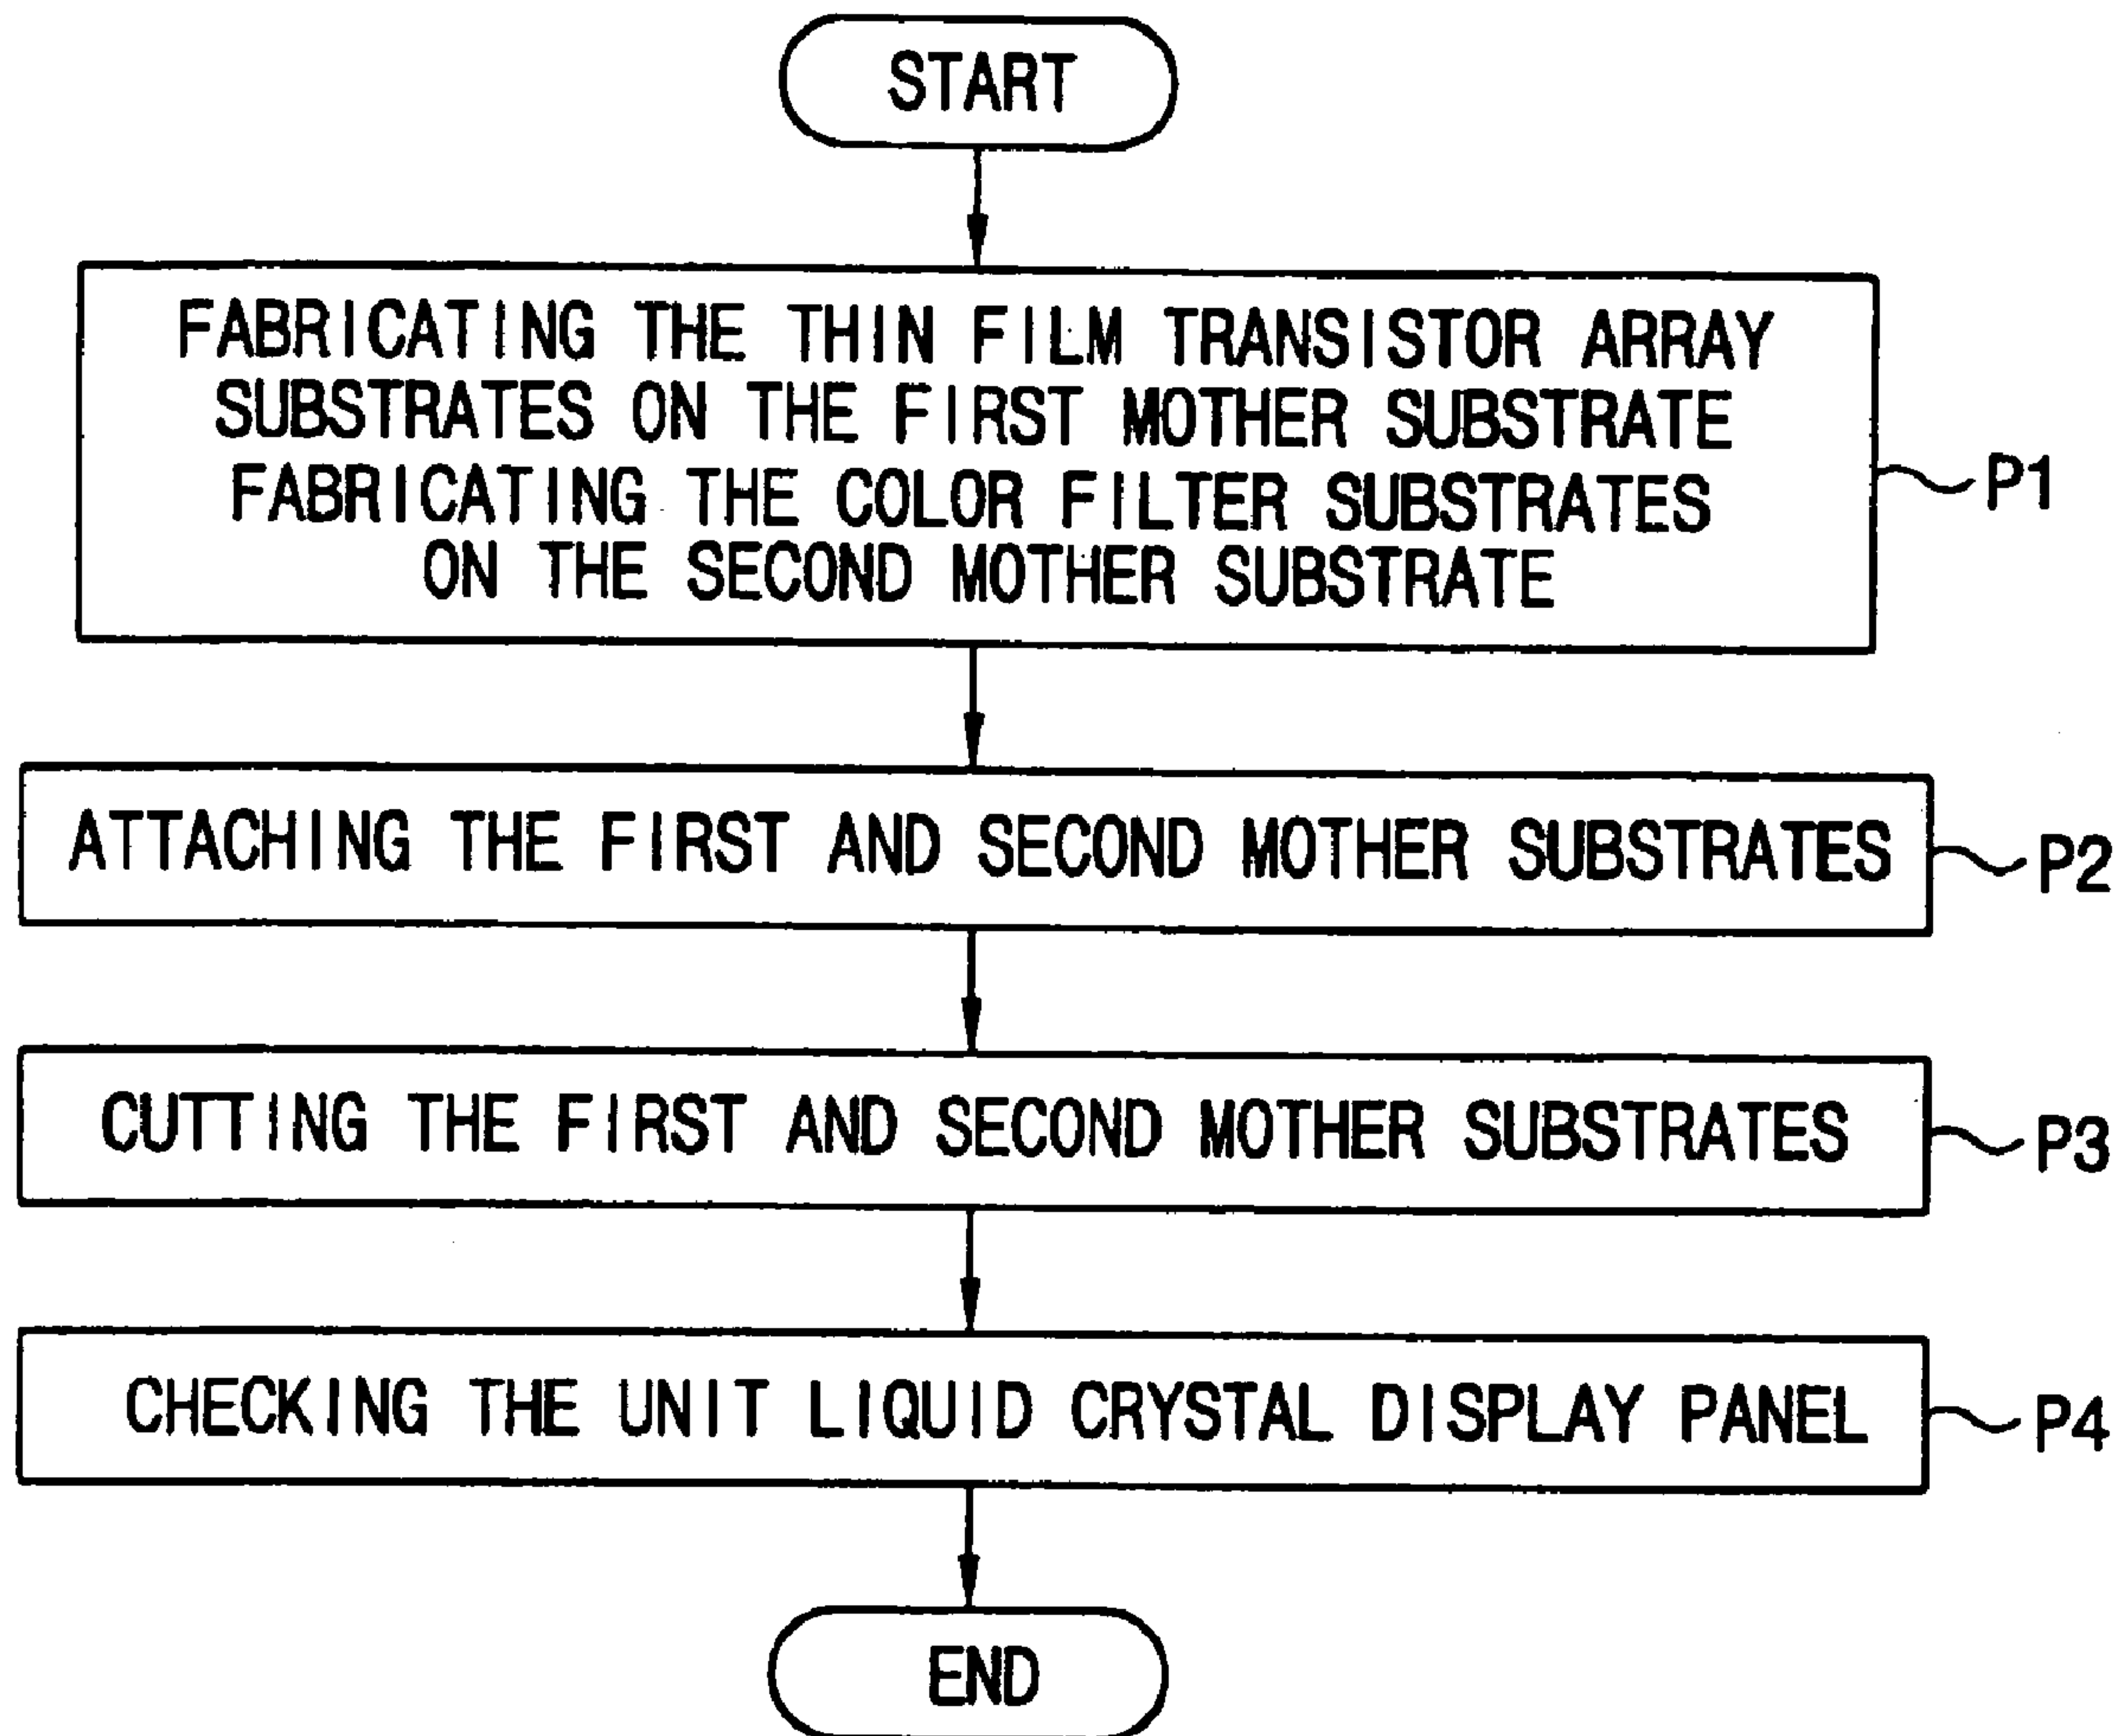 START
FABRICATING THE THIN FILM TRANSISTOR ARRAY
SUBSTRATES ON THE FIRST MOTHER SUBSTRATE
FABRICATING THE COLOR FILTER SUBSTRATES
ON THE SECOND MOTHER SUBSTRATE
P1
ATTACHING THE FIRST AND SECOND MOTHER SUBSTRATES
P2
CUTTING THE FIRST AND SECOND MOTHER SUBSTRATES
P3
CHECKING THE UNIT LIQUID CRYSTAL DISPLAY PANEL
P4
END